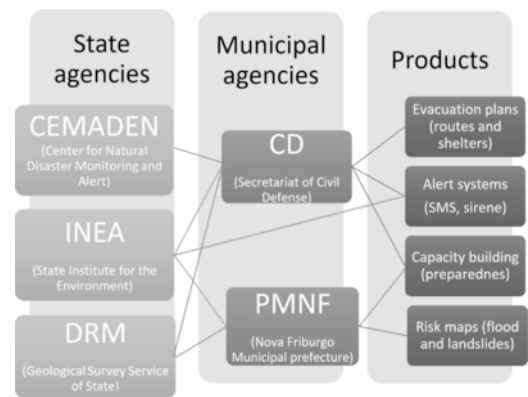 State
agencies
CEMADEN
(Center for Natural
Disaster Monitoring and
Alert)
INEA
(State Institute for the
Environment)
DRM
(Geological Survey Service
of State)
Municipal
agencies
CD
(Secretariat of Civil
Defense)
PMNF
(Nova Friburgo
Municipal prefecture)
Products
Evacuation plans
(routes and
shelters)
Alert systems
(SMS, sirene)
Capacity building
(preparednes)
Risk maps (flood
and landslides)